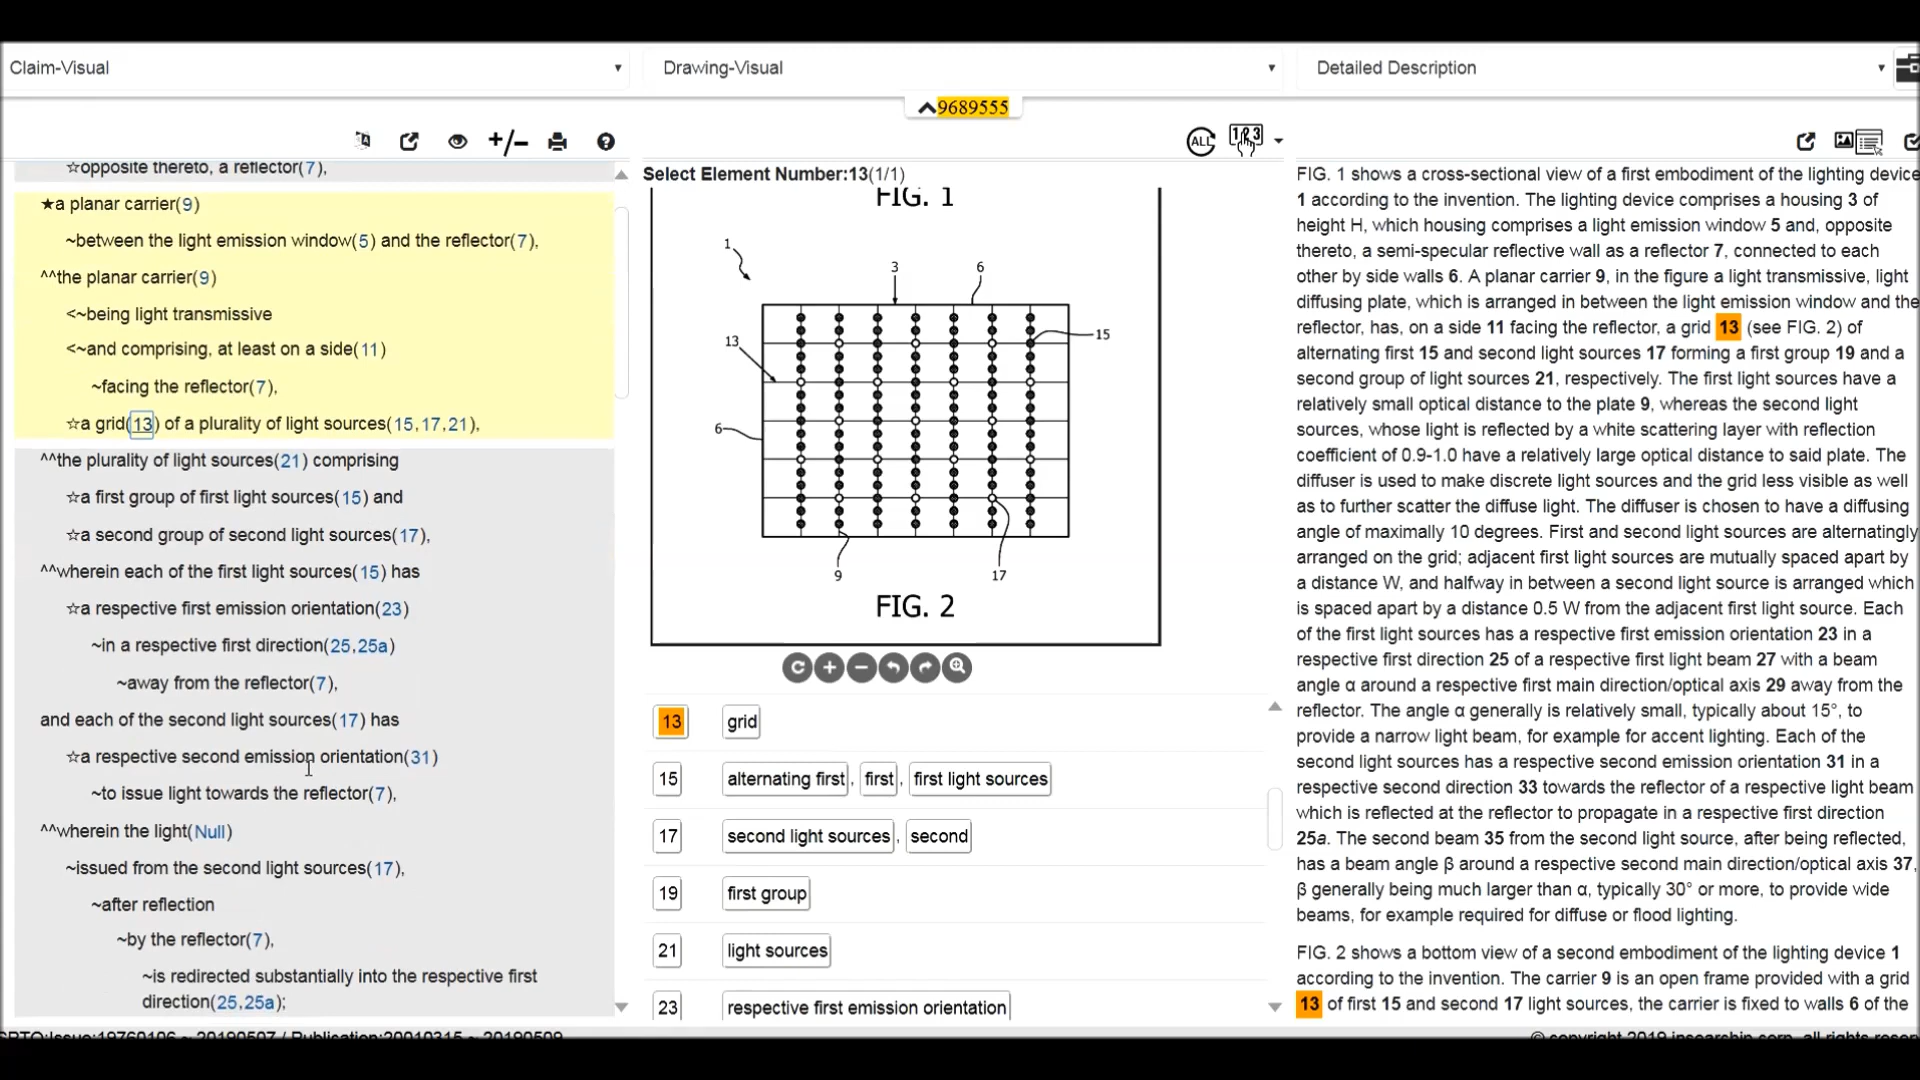 Claim-Visual
Drawing-Visual
Detailed Description
9689555
+/-
ALL
123
☆opposite thereto, a reflector(7),
★a planar carrier(9)
~between the light emission window(5) and the reflector(7),
^^the planar carrier(9)
<~being light transmissive
<~and comprising, at least on a side(11)
~facing the reflector(7),
☆a grid(13) of a plurality of light sources(15,17,21),
^^the plurality of light sources(21) comprising
☆a first group of first light sources(15) and
☆a second group of second light sources(17),
^^wherein each of the first light sources(15) has
☆a respective first emission orientation(23)
~in a respective first direction(25,25a)
~away from the reflector(7),
and each of the second light sources(17) has
☆a respective second emission orientation(31)
~to issue light towards the reflector(7),
^^wherein the light(Null)
~issued from the second light sources(17),
~after reflection
~by the reflector(7),
~is redirected substantially into the respective first
direction(25,25a);
Select Element Number:13(1/1)
FIG. 1
1
3
6
13
15
6
9
17
FIG. 2
13 grid
15 alternating first, first, first light sources
17 second light sources, second
19 first group
21 light sources
23 respective first emission orientation
FIG. 1 shows a cross-sectional view of a first embodiment of the lighting device
1 according to the invention. The lighting device comprises a housing 3 of
height H, which housing comprises a light emission window 5 and, opposite
thereto, a semi-specular reflective wall as a reflector 7, connected to each
other by side walls 6. A planar carrier 9, in the figure a light transmissive, light
diffusing plate, which is arranged in between the light emission window and the
reflector, has, on a side 11 facing the reflector, a grid 13 (see FIG. 2) of
alternating first 15 and second light sources 17 forming a first group 19 and a
second group of light sources 21, respectively. The first light sources have a
relatively small optical distance to the plate 9, whereas the second light
sources, whose light is reflected by a white scattering layer with reflection
coefficient of 0.9-1.0 have a relatively large optical distance to said plate. The
diffuser is used to make discrete light sources and the grid less visible as well
as to further scatter the diffuse light. The diffuser is chosen to have a diffusing
angle of maximally 10 degrees. First and second light sources are alternatingly
arranged on the grid; adjacent first light sources are mutually spaced apart by
a distance W, and halfway in between a second light source is arranged which
is spaced apart by a distance 0.5 W from the adjacent first light source. Each
of the first light sources has a respective first emission orientation 23 in a
respective first direction 25 of a respective first light beam 27 with a beam
angle α around a respective first main direction/optical axis 29 away from the
reflector. The angle α generally is relatively small, typically about 15°, to
provide a narrow light beam, for example for accent lighting. Each of the
second light sources has a respective second emission orientation 31 in a
respective second direction 33 towards the reflector of a respective light beam
which is reflected at the reflector to propagate in a respective first direction
25a. The second beam 35 from the second light source, after being reflected,
has a beam angle β around a respective second main direction/optical axis 37,
β generally being much larger than α, typically 30° or more, to provide wide
beams, for example required for diffuse or flood lighting.
FIG. 2 shows a bottom view of a second embodiment of the lighting device 1
according to the invention. The carrier 9 is an open frame provided with a grid
13 of first 15 and second 17 light sources, the carrier is fixed to walls 6 of the